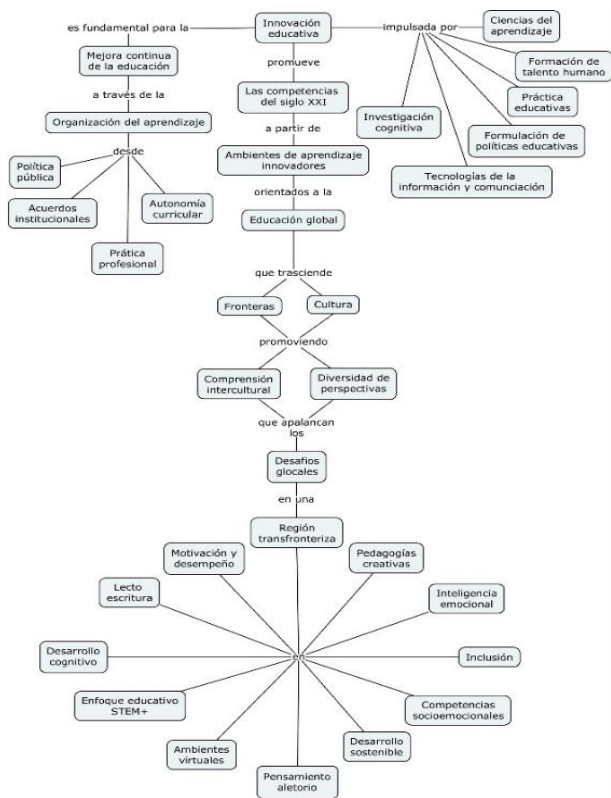 Innovación
educativa
es fundamental para la
Mejora continua
de la educación
a través de la
Organización del aprendizaje
desde
Política
pública
Acuerdos
institucionales
Prática
profesional
Autonomía
curricular
promueve
Las competencias
del siglo XXI
a partir de
Ambientes de aprendizaje
innovadores
orientados a la
Educación global
que trasciende
Fronteras
Cultura
promoviendo
Comprensión
intercultural
Diversidad de
perspectivas
que apalancan
los
Desafíos
glocales
en una
Región
transfronteriza
en
Motivación y
desempeño
Pedagogías
creativas
Lecto
escritura
Inteligencia
emocional
Desarrollo
cognitivo
Inclusión
Enfoque educativo
STEM+
Competencias
socioemocionales
Ambientes
virtuales
Desarrollo
sostenible
Pensamiento
aletorio
impulsada por
Ciencias del
aprendizaje
Formación de
talento humano
Práctica
educativas
Formulación de
políticas educativas
Investigación
cognitiva
Tecnologías de la
información y comunciación